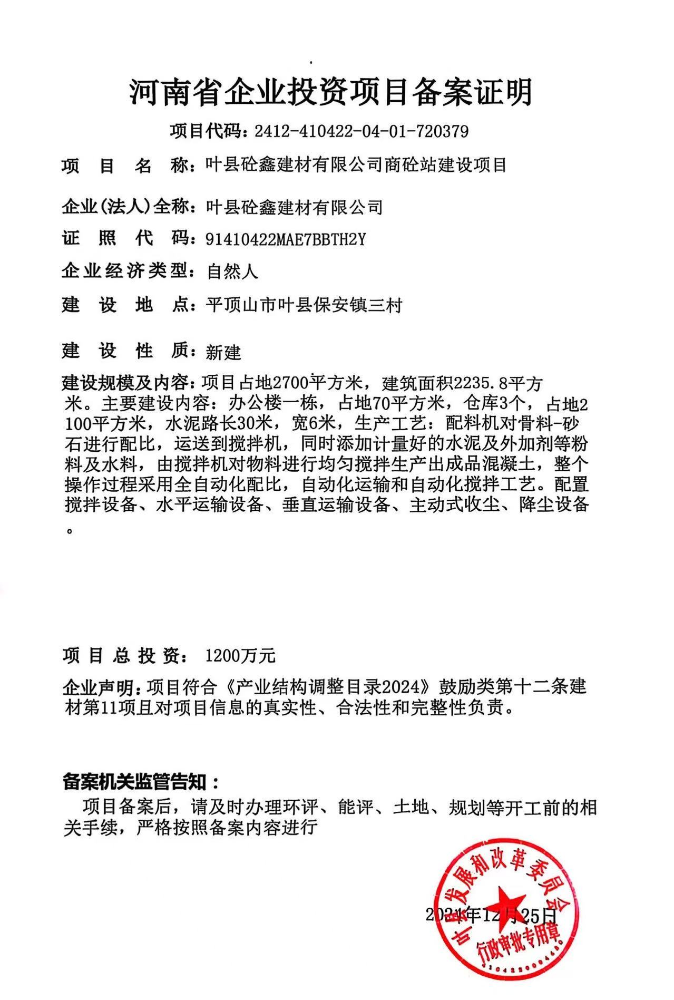 河南省企业投资项目备案证明
项目代码：2412-410422-04-01-720379
项目名称：叶县砼鑫建材有限公司商砼站建设项目
企业(法人)全称：叶县砼鑫建材有限公司
证照代码：91410422MAE7BBTH2Y
企业经济类型：自然人
建设地点：平顶山市叶县保安镇三村
建设性质：新建
建设规模及内容：项目占地2700平方米，建筑面积2235.8平方
米。主要建设内容：办公楼一栋，占地70平方米，仓库3个，占地2
100平方米，水泥路长30米，宽6米，生产工艺：配料机对骨料-砂
石进行配比，运送到搅拌机，同时添加计量好的水泥及外加剂等粉
料及水料，由搅拌机对物料进行均匀搅拌生产出成品混凝土，整个
操作过程采用全自动化配比，自动化运输和自动化搅拌工艺。配置
搅拌设备、水平运输设备、垂直运输设备、主动式收尘、降尘设备
。
项目总投资：1200万元
企业声明：项目符合《产业结构调整目录2024》鼓励类第十二条建
材第11项且对项目信息的真实性、合法性和完整性负责。
备案机关监管告知：
项目备案后，请及时办理环评、能评、土地、规划等开工前的相
关手续，严格按照备案内容进行
叶县发展和改革委员会
2024年12月25日
行政审批专用章